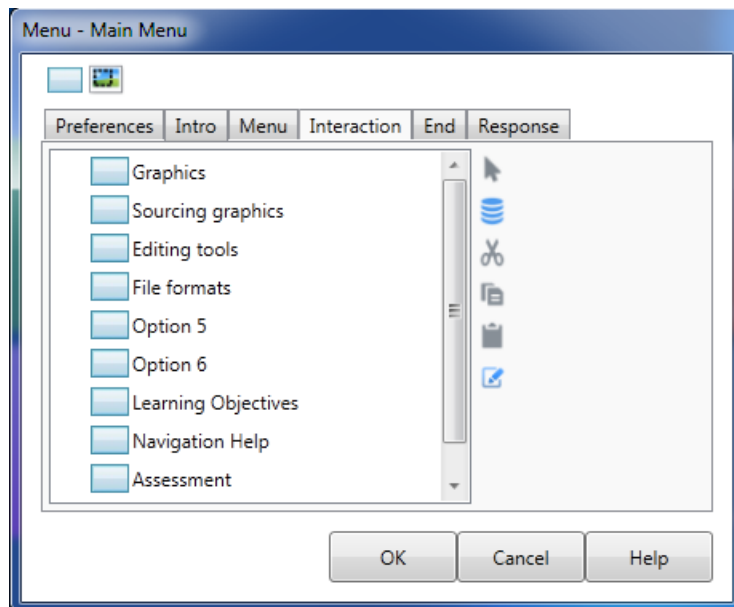 Menu - Main Menu
Preferences Intro Menu Interaction End Response
Graphics
Sourcing graphics
Editing tools
File formats
Option 5
Option 6
Learning Objectives
Navigation Help
Assessment
OK Cancel Help